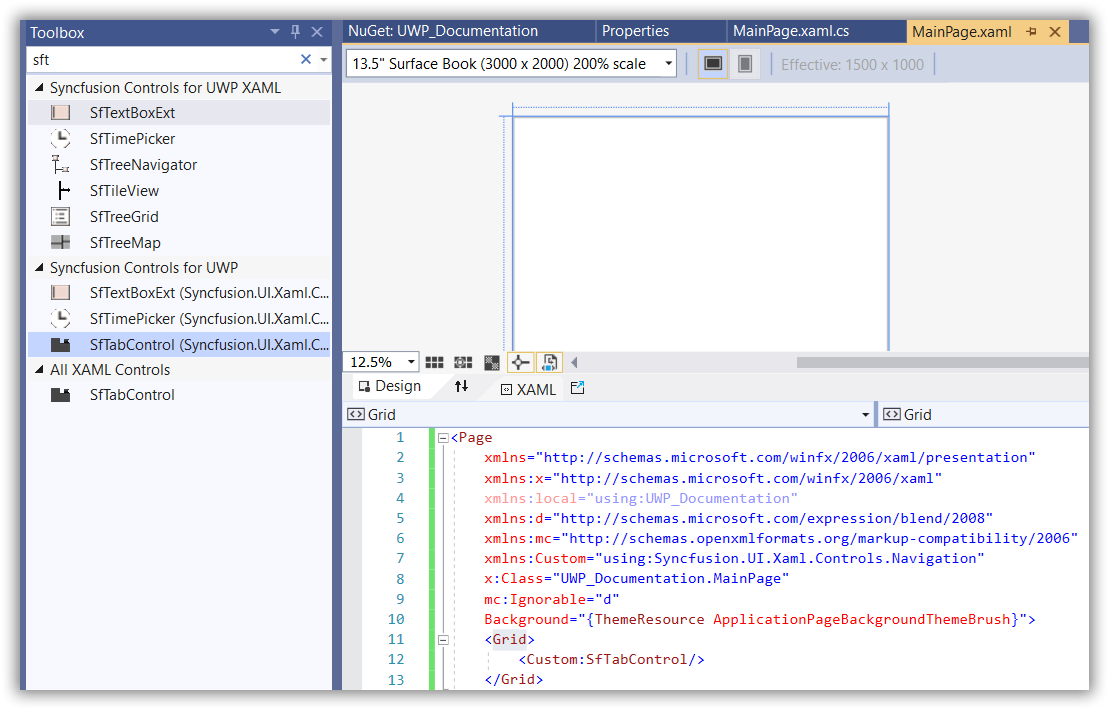 Toolbox
sft
Syncfusion Controls for UWP XAML
SfTextBoxExt
SfTimePicker
SfTreeNavigator
SfTileView
SfTreeGrid
SfTreeMap
Syncfusion Controls for UWP
SfTextBoxExt (Syncfusion.UI.Xaml.C...
SfTimePicker (Syncfusion.UI.Xaml.C...
SfTabControl (Syncfusion.UI.Xaml.C...
All XAML Controls
SfTabControl
NuGet: UWP_Documentation Properties MainPage.xaml.cs MainPage.xaml
13.5" Surface Book (3000 x 2000) 200% scale Effective: 1500 x 1000
12.5%
Design XAML
Grid Grid
1 <Page
2 xmlns="http://schemas.microsoft.com/winfx/2006/xaml/presentation"
3 xmlns:x="http://schemas.microsoft.com/winfx/2006/xaml"
4 xmlns:local="using:UWP_Documentation"
5 xmlns:d="http://schemas.microsoft.com/expression/blend/2008"
6 xmlns:mc="http://schemas.openxmlformats.org/markup-compatibility/2006"
7 xmlns:Custom="using:Syncfusion.UI.Xaml.Controls.Navigation"
8 x:Class="UWP_Documentation.MainPage"
9 mc:Ignorable="d"
10 Background="{ThemeResource ApplicationPageBackgroundThemeBrush}">
11 <Grid>
12 <Custom:SfTabControl/>
13 </Grid>